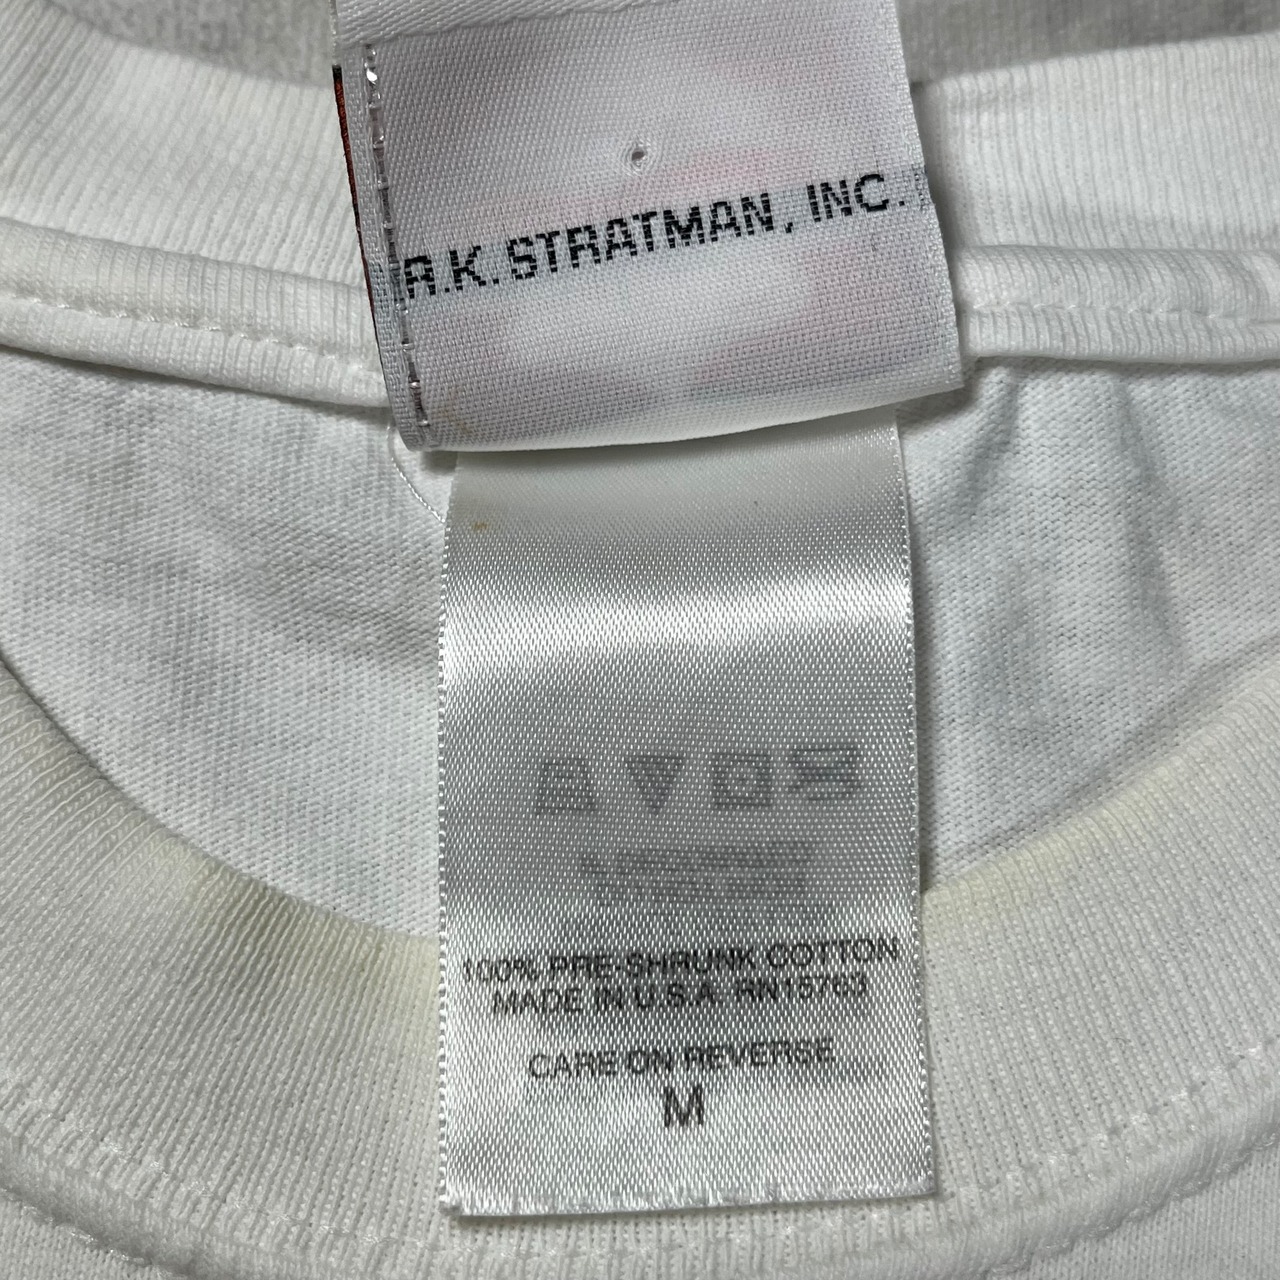 R.K. STRATMAN, INC.
100% PRE-SHRUNK COTTON
MADE IN U.S.A. RN15763
CARE ON REVERSE
M